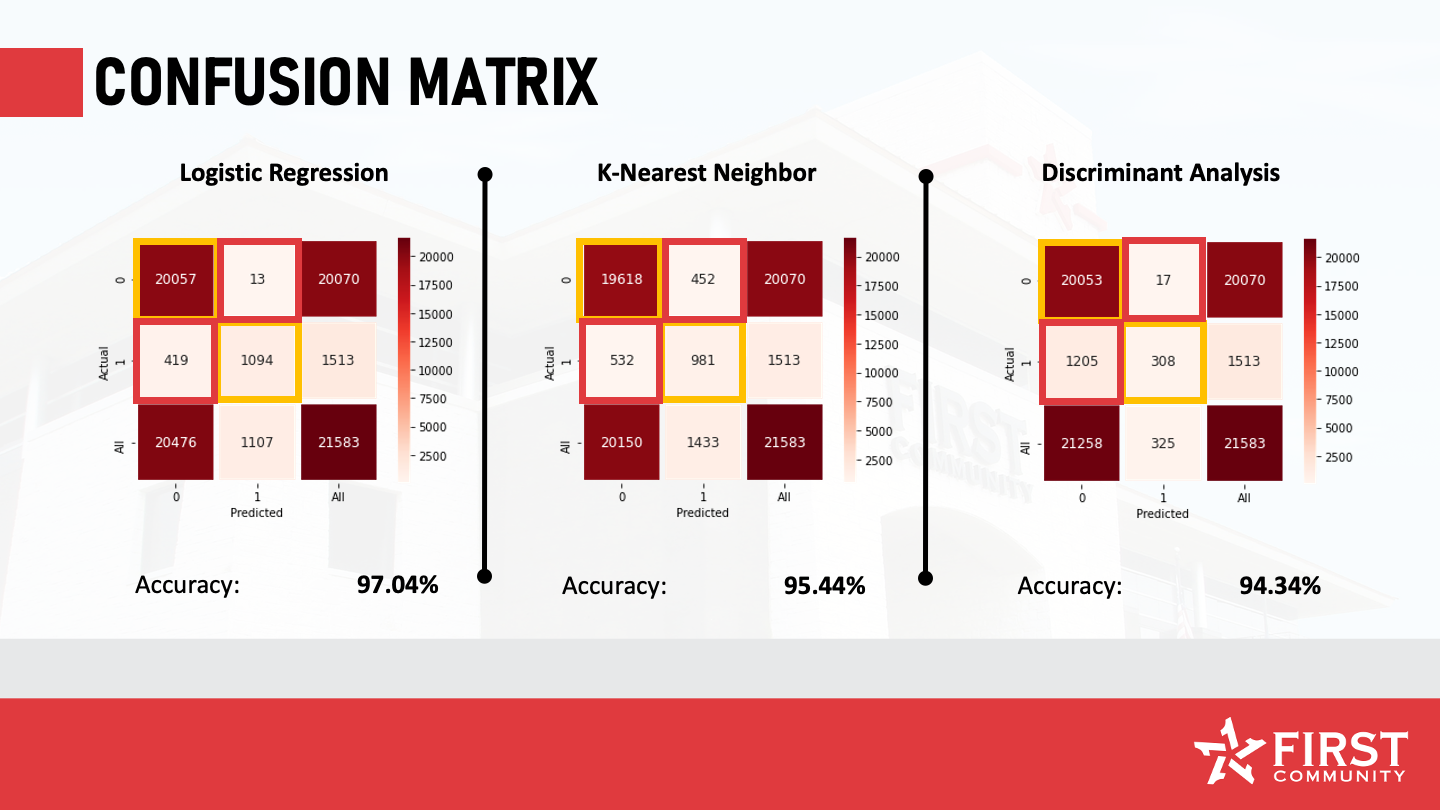 CONFUSION MATRIX
Logistic Regression
K-Nearest Neighbor
Discriminant Analysis
0
20057 13 20070
Actual
1
419 1094 1513
All
20476 1107 21583
0 1 All
Predicted
20000
17500
15000
12500
10000
7500
5000
2500
0
19618 452 20070
Actual
1
532 981 1513
All
20150 1433 21583
0 1 All
Predicted
20000
17500
15000
12500
10000
7500
5000
2500
0
20053 17 20070
Actual
1
1205 308 1513
All
21258 325 21583
0 1 All
Predicted
20000
17500
15000
12500
10000
7500
5000
2500
Accuracy: 97.04%
Accuracy: 95.44%
Accuracy: 94.34%
FIRST
COMMUNITY
FIRST
COMMUNITY